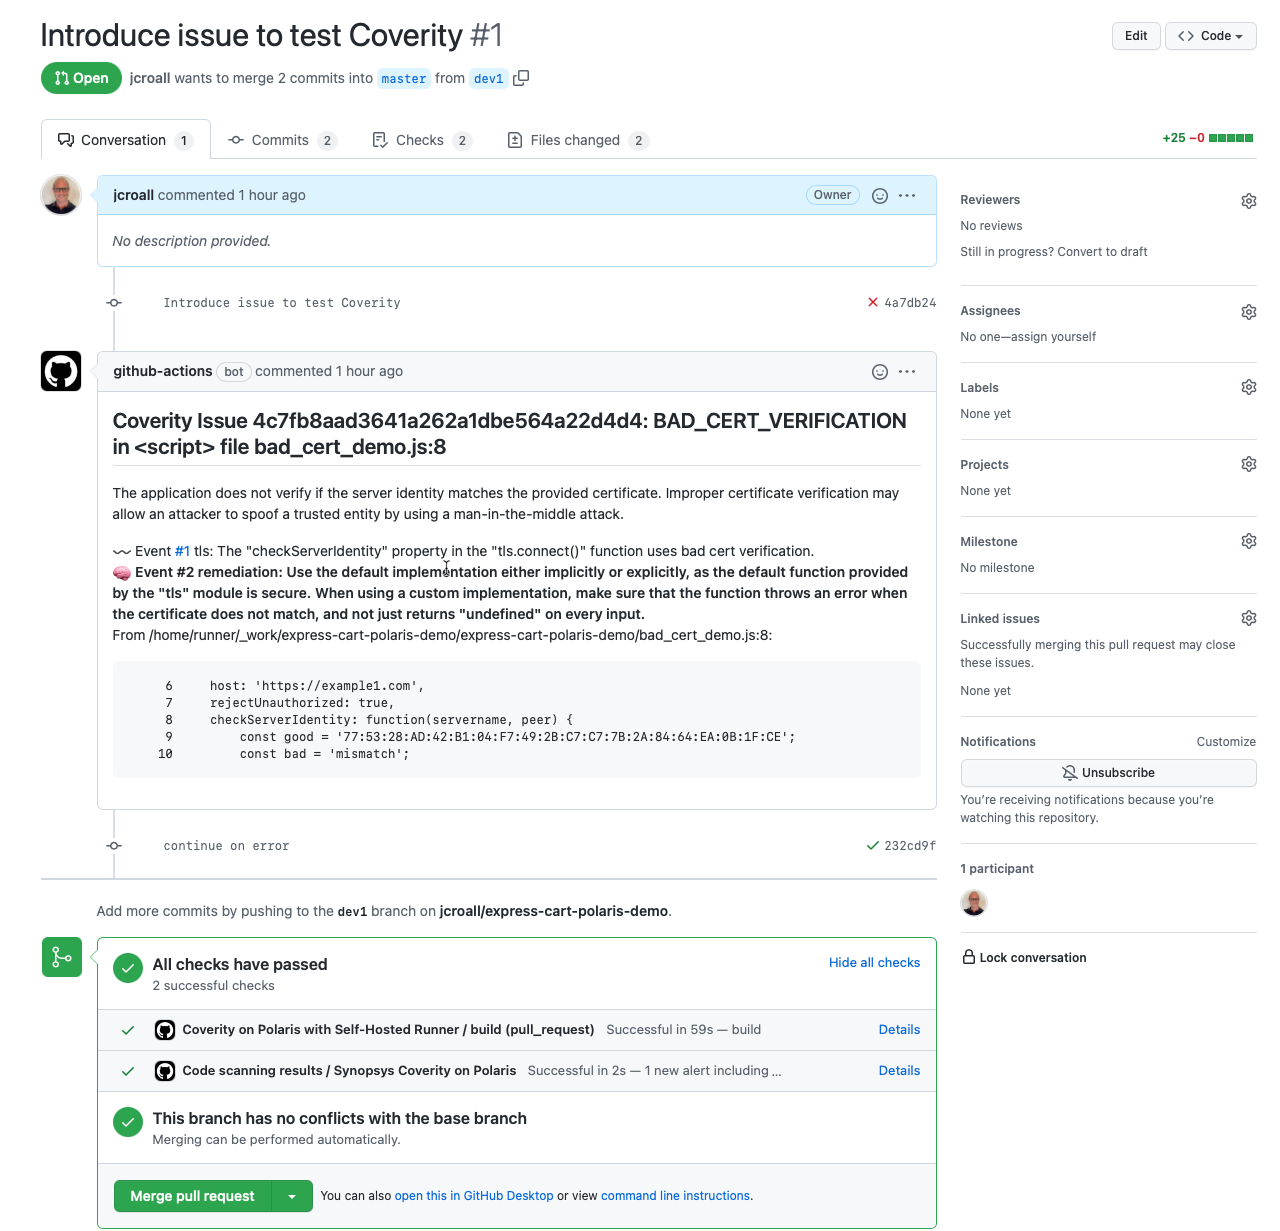 Introduce issue to test Coverity #1
Edit
Code
Open
jcroall wants to merge 2 commits into master from dev1
Conversation 1
Commits 2
Checks 2
Files changed 2
+25 −0
jcroall commented 1 hour ago
Owner
No description provided.
Introduce issue to test Coverity
4a7db24
github-actions bot commented 1 hour ago
Coverity Issue 4c7fb8aad3641a262a1dbe564a22d4d4: BAD_CERT_VERIFICATION
in <script> file bad_cert_demo.js:8
The application does not verify if the server identity matches the provided certificate. Improper certificate verification may
allow an attacker to spoof a trusted entity by using a man-in-the-middle attack.
Event #1 tls: The "checkServerIdentity" property in the "tls.connect()" function uses bad cert verification.
Event #2 remediation: Use the default implementation either implicitly or explicitly, as the default function provided
by the "tls" module is secure. When using a custom implementation, make sure that the function throws an error when
the certificate does not match, and not just returns "undefined" on every input.
From /home/runner/_work/express-cart-polaris-demo/express-cart-polaris-demo/bad_cert_demo.js:8:
6     host: 'https://example1.com',
7     rejectUnauthorized: true,
8     checkServerIdentity: function(servername, peer) {
9         const good = '77:53:28:AD:42:B1:04:F7:49:2B:C7:C7:7B:2A:84:64:EA:0B:1F:CE';
10         const bad = 'mismatch';
continue on error
232cd9f
Add more commits by pushing to the dev1 branch on jcroall/express-cart-polaris-demo.
All checks have passed
2 successful checks
Hide all checks
Coverity on Polaris with Self-Hosted Runner / build (pull_request) Successful in 59s — build
Details
Code scanning results / Synopsys Coverity on Polaris Successful in 2s — 1 new alert including ...
Details
This branch has no conflicts with the base branch
Merging can be performed automatically.
Merge pull request
You can also open this in GitHub Desktop or view command line instructions.
Reviewers
No reviews
Still in progress? Convert to draft
Assignees
No one—assign yourself
Labels
None yet
Projects
None yet
Milestone
No milestone
Linked issues
Successfully merging this pull request may close
these issues.
None yet
Notifications
Customize
Unsubscribe
You're receiving notifications because you're
watching this repository.
1 participant
Lock conversation